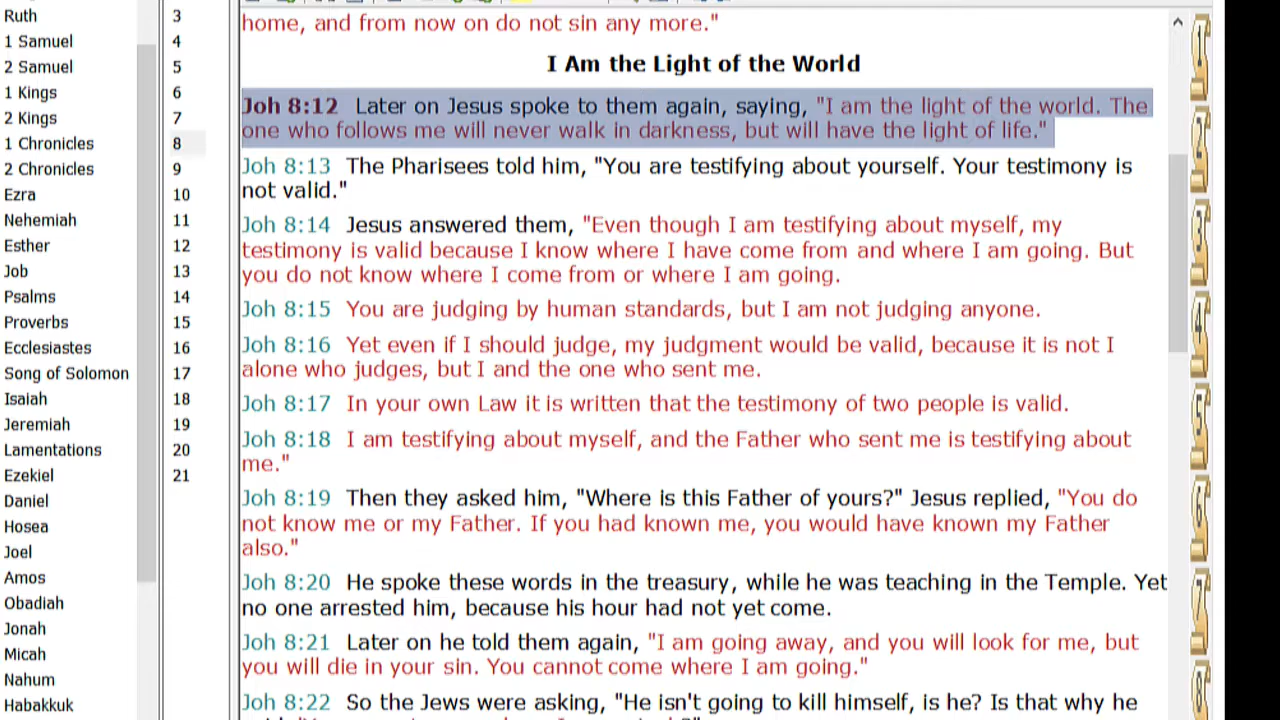 Ruth
1 Samuel
2 Samuel
1 Kings
2 Kings
1 Chronicles
2 Chronicles
Ezra
Nehemiah
Esther
Job
Psalms
Proverbs
Ecclesiastes
Song of Solomon
Isaiah
Jeremiah
Lamentations
Ezekiel
Daniel
Hosea
Joel
Amos
Obadiah
Jonah
Micah
Nahum
Habakkuk
3
4
5
6
7
8
9
10
11
12
13
14
15
16
17
18
19
20
21
home, and from now on do not sin any more."
I Am the Light of the World
Joh 8:12 Later on Jesus spoke to them again, saying, "I am the light of the world. The
one who follows me will never walk in darkness, but will have the light of life."
Joh 8:13 The Pharisees told him, "You are testifying about yourself. Your testimony is
not valid."
Joh 8:14 Jesus answered them, "Even though I am testifying about myself, my
testimony is valid because I know where I have come from and where I am going. But
you do not know where I come from or where I am going.
Joh 8:15 You are judging by human standards, but I am not judging anyone.
Joh 8:16 Yet even if I should judge, my judgment would be valid, because it is not I
alone who judges, but I and the one who sent me.
Joh 8:17 In your own Law it is written that the testimony of two people is valid.
Joh 8:18 I am testifying about myself, and the Father who sent me is testifying about
me."
Joh 8:19 Then they asked him, "Where is this Father of yours?" Jesus replied, "You do
not know me or my Father. If you had known me, you would have known my Father
also."
Joh 8:20 He spoke these words in the treasury, while he was teaching in the Temple. Yet
no one arrested him, because his hour had not yet come.
Joh 8:21 Later on he told them again, "I am going away, and you will look for me, but
you will die in your sin. You cannot come where I am going."
Joh 8:22 So the Jews were asking, "He isn't going to kill himself, is he? Is that why he
1
2
3
4
5
6
7
8